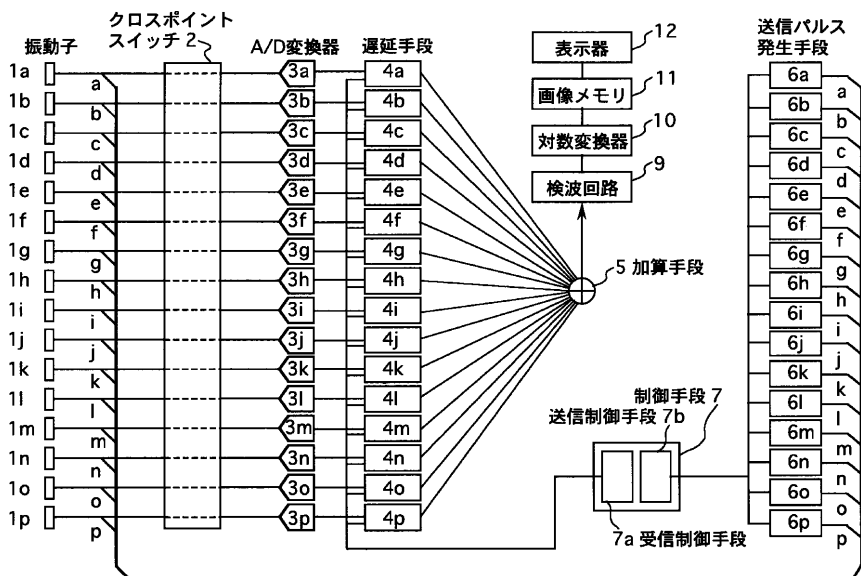 クロスポイント
スイッチ 2
振動子
A/D変換器
遅延手段
12
表示器
11
画像メモリ
10
対数変換器
9
検波回路
5 加算手段
送信パルス
発生手段
1a
1b
1c
1d
1e
1f
1g
1h
1i
1j
1k
1l
1m
1n
1o
1p
a
b
c
d
e
f
g
h
i
j
k
l
m
n
o
p
3a
3b
3c
3d
3e
3f
3g
3h
3i
3j
3k
3l
3m
3n
3o
3p
4a
4b
4c
4d
4e
4f
4g
4h
4i
4j
4k
4l
4m
4n
4o
4p
制御手段 7
送信制御手段 7b
7a 受信制御手段
6a
6b
6c
6d
6e
6f
6g
6h
6i
6j
6k
6l
6m
6n
6o
6p
a
b
c
d
e
f
g
h
i
j
k
l
m
n
o
p